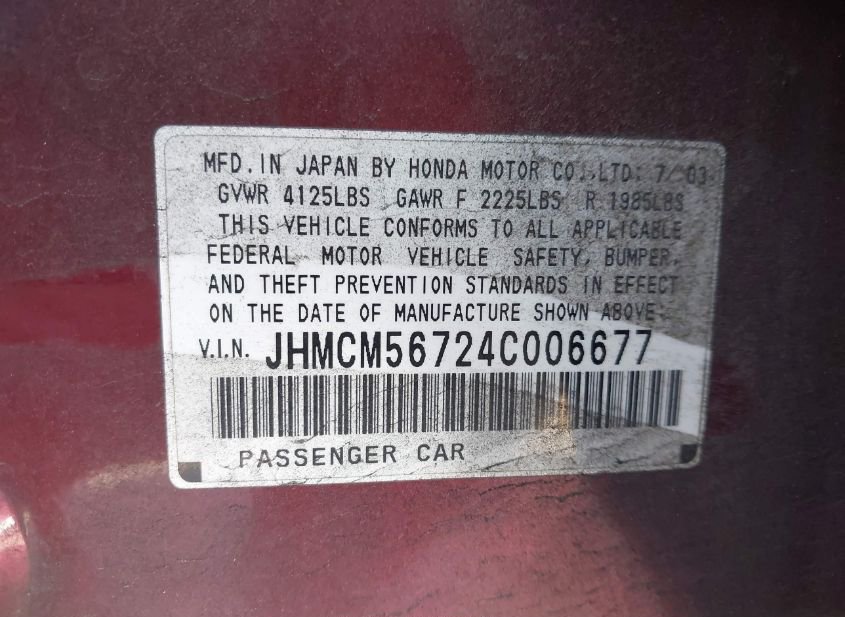 MFD. IN JAPAN BY HONDA MOTOR CO., LTD: 7/03
GVWR 4125LBS GAWR F 2225LBS R 1985LBS
THIS VEHICLE CONFORMS TO ALL APPLICABLE
FEDERAL MOTOR VEHICLE SAFETY, BUMPER,
AND THEFT PREVENTION STANDARDS IN EFFECT
ON THE DATE OF MANUFACTURE SHOWN ABOVE.
V.I.N. JHMCM56724C006677
PASSENGER CAR